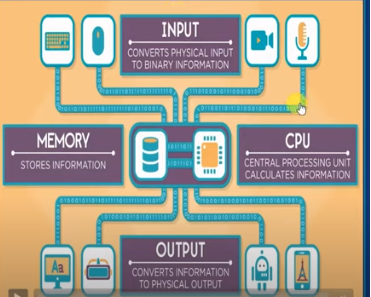 INPUT
CONVERTS PHYSICAL INPUT
TO BINARY INFORMATION
MEMORY
STORES INFORMATION
CPU
CENTRAL PROCESSING UNIT
CALCULATES INFORMATION
Aa
OUTPUT
CONVERTS INFORMATION
TO PHYSICAL OUTPUT